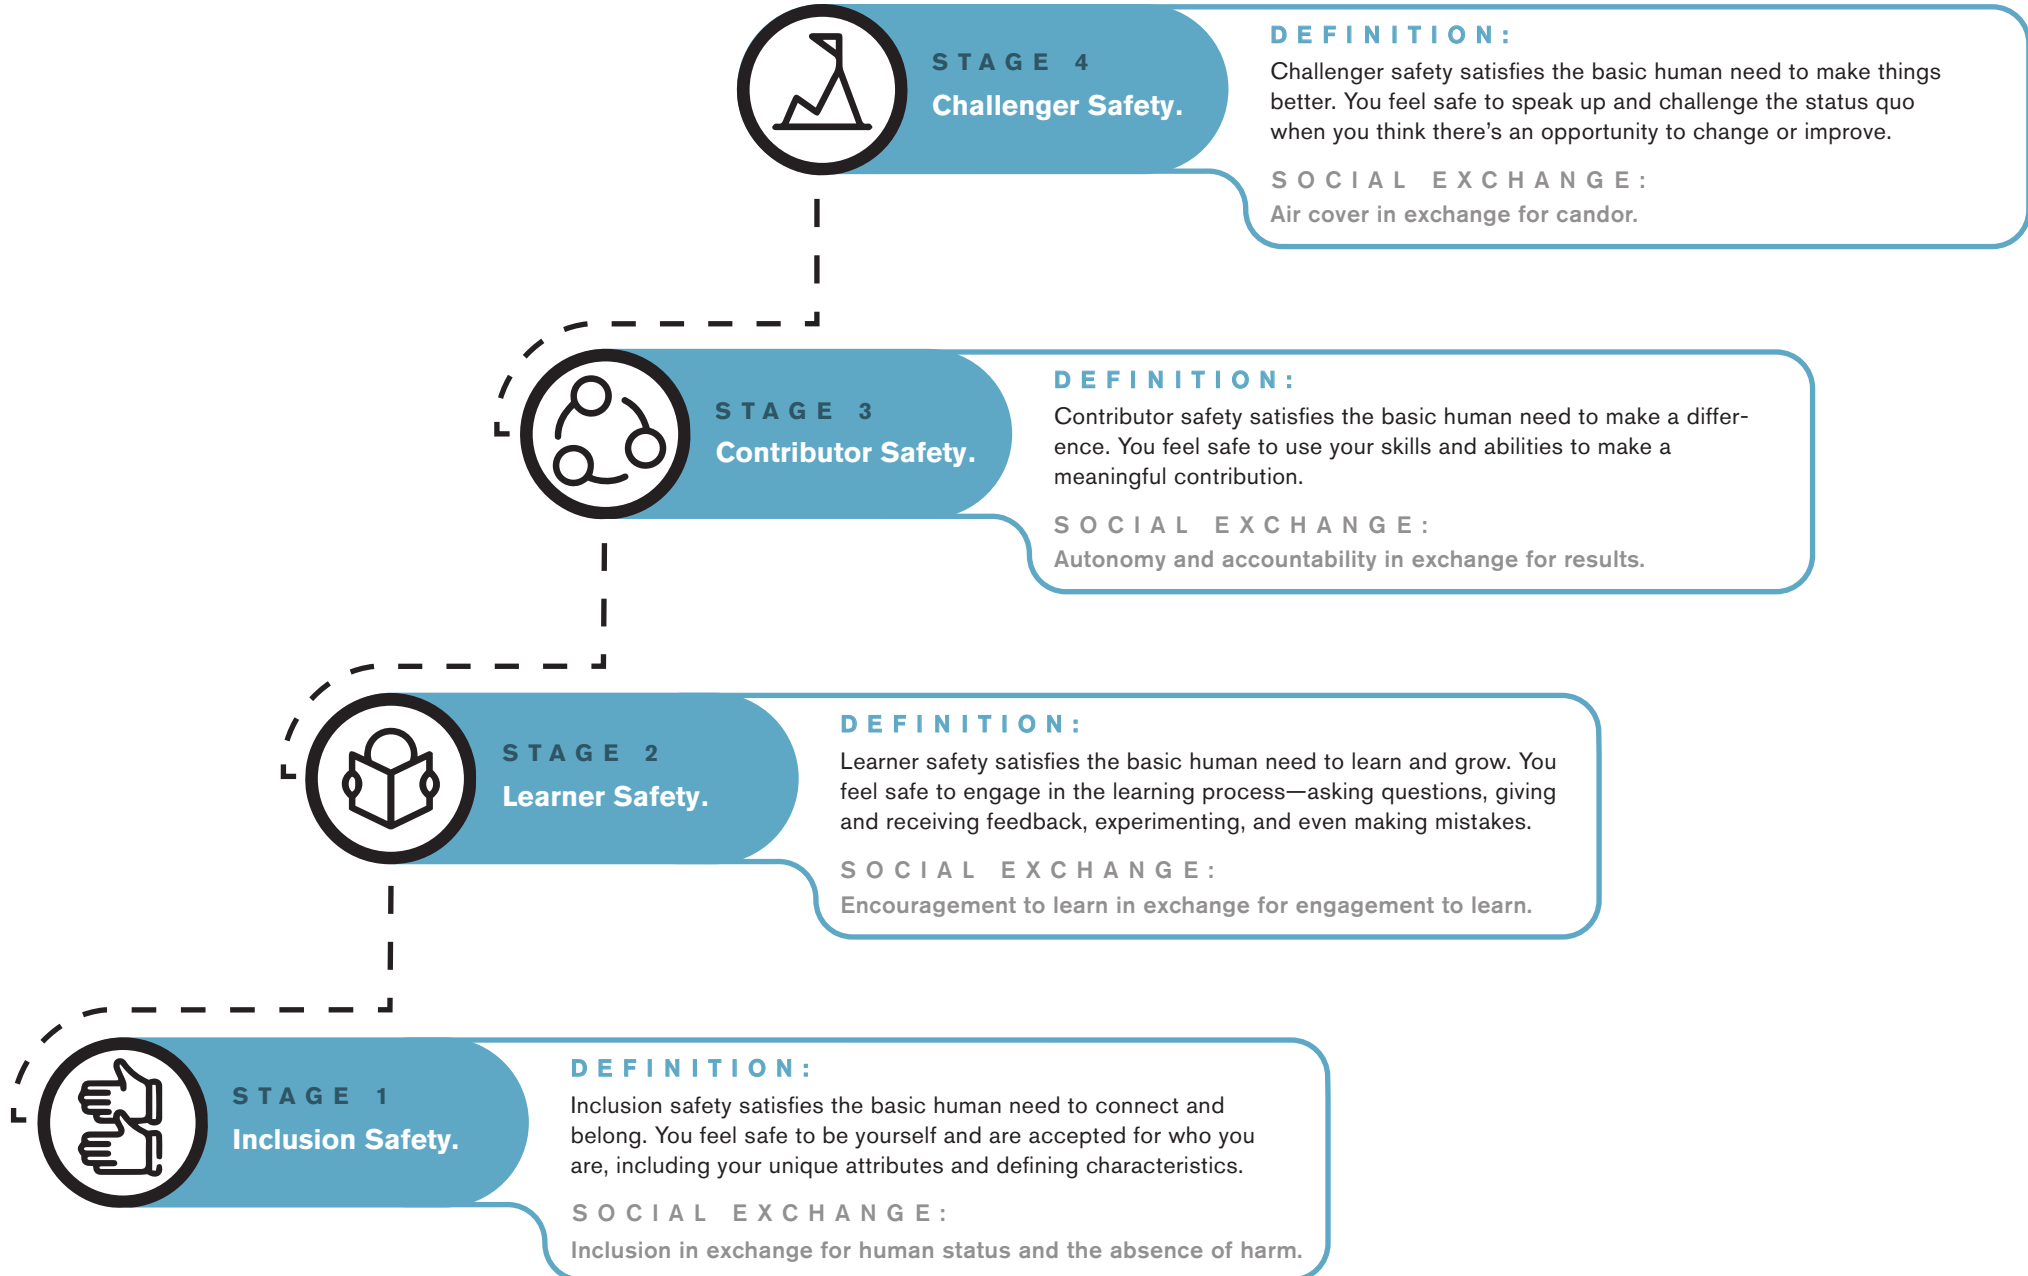 STAGE 4
Challenger Safety.
DEFINITION:
Challenger safety satisfies the basic human need to make things
better. You feel safe to speak up and challenge the status quo
when you think there’s an opportunity to change or improve.
SOCIAL EXCHANGE:
Air cover in exchange for candor.
STAGE 3
Contributor Safety.
DEFINITION:
Contributor safety satisfies the basic human need to make a differ-
ence. You feel safe to use your skills and abilities to make a
meaningful contribution.
SOCIAL EXCHANGE:
Autonomy and accountability in exchange for results.
STAGE 2
Learner Safety.
DEFINITION:
Learner safety satisfies the basic human need to learn and grow. You
feel safe to engage in the learning process—asking questions, giving
and receiving feedback, experimenting, and even making mistakes.
SOCIAL EXCHANGE:
Encouragement to learn in exchange for engagement to learn.
STAGE 1
Inclusion Safety.
DEFINITION:
Inclusion safety satisfies the basic human need to connect and
belong. You feel safe to be yourself and are accepted for who you
are, including your unique attributes and defining characteristics.
SOCIAL EXCHANGE:
Inclusion in exchange for human status and the absence of harm.